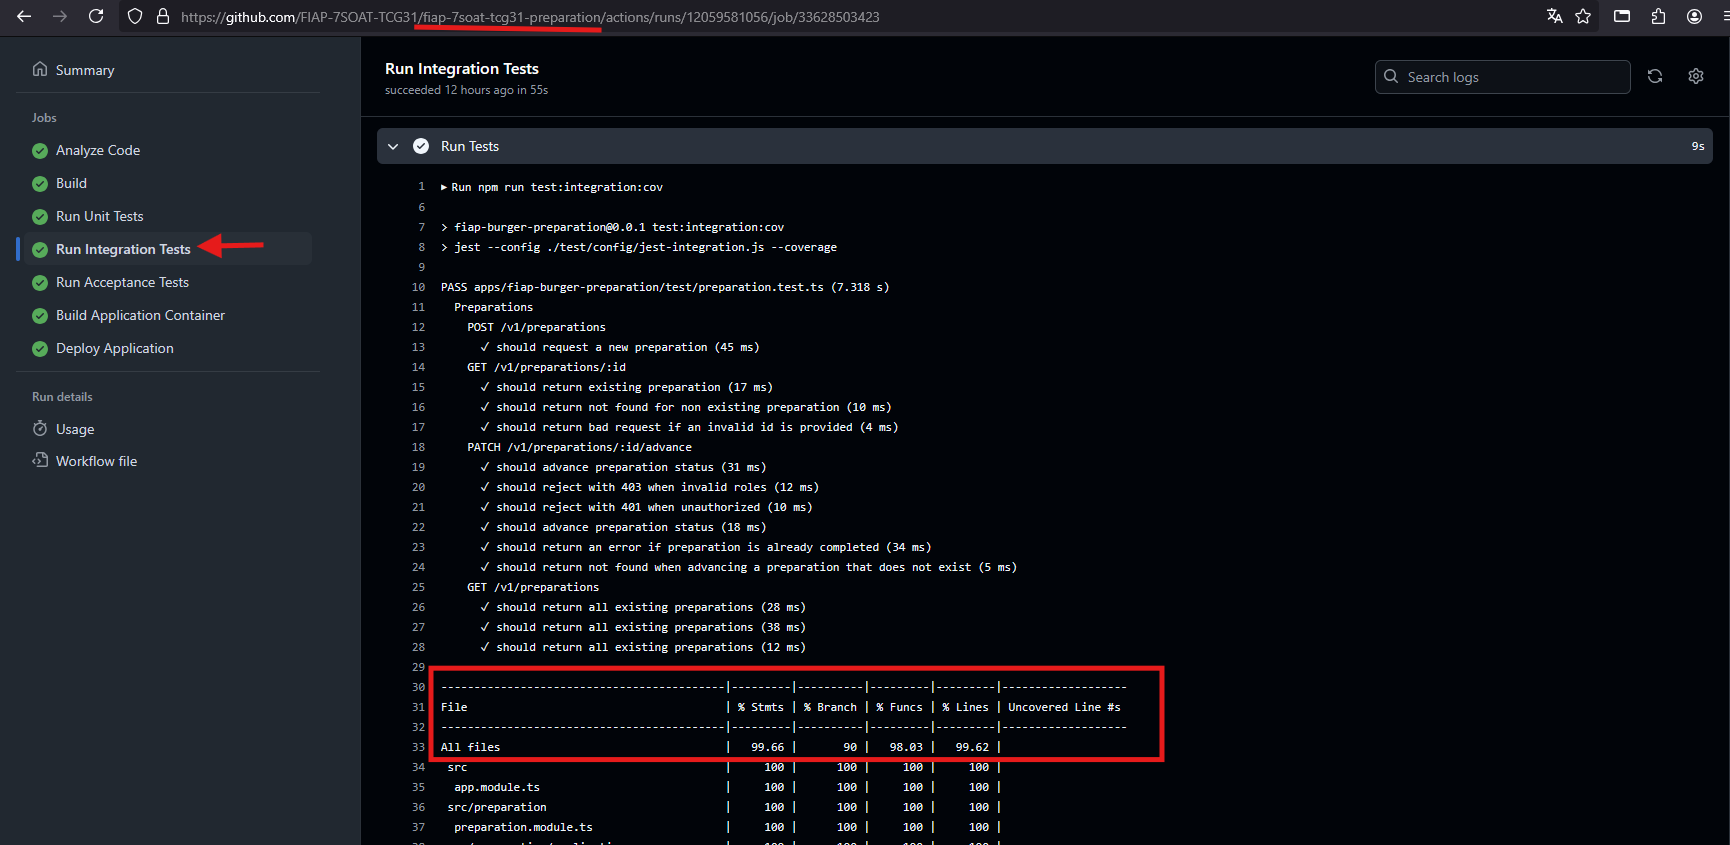 https://github.com/FIAP-7SOAT-TCG31/fiap-7soat-tcg31-preparation/actions/runs/12059581056/job/33628503423
Summary
Jobs
Analyze Code
Build
Run Unit Tests
Run Integration Tests
Run Acceptance Tests
Build Application Container
Deploy Application
Run details
Usage
Workflow file
Run Integration Tests
succeeded 12 hours ago in 55s
Search logs
Run Tests 9s
1 ▶ Run npm run test:integration:cov
6
7 > fiap-burger-preparation@0.0.1 test:integration:cov
8 > jest --config ./test/config/jest-integration.js --coverage
9
10 PASS apps/fiap-burger-preparation/test/preparation.test.ts (7.318 s)
11 Preparations
12 POST /v1/preparations
13 ✓ should request a new preparation (45 ms)
14 GET /v1/preparations/:id
15 ✓ should return existing preparation (17 ms)
16 ✓ should return not found for non existing preparation (10 ms)
17 ✓ should return bad request if an invalid id is provided (4 ms)
18 PATCH /v1/preparations/:id/advance
19 ✓ should advance preparation status (31 ms)
20 ✓ should reject with 403 when invalid roles (12 ms)
21 ✓ should reject with 401 when unauthorized (10 ms)
22 ✓ should advance preparation status (18 ms)
23 ✓ should return an error if preparation is already completed (34 ms)
24 ✓ should return not found when advancing a preparation that does not exist (5 ms)
25 GET /v1/preparations
26 ✓ should return all existing preparations (28 ms)
27 ✓ should return all existing preparations (38 ms)
28 ✓ should return all existing preparations (12 ms)
29
30 -------------------------------------------|---------|----------|---------|---------|-------------------
31 File | % Stmts | % Branch | % Funcs | % Lines | Uncovered Line #s
32 -------------------------------------------|---------|----------|---------|---------|-------------------
33 All files | 99.66 | 90 | 98.03 | 99.62 |
34 src | 100 | 100 | 100 | 100 |
35 app.module.ts | 100 | 100 | 100 | 100 |
36 src/preparation | 100 | 100 | 100 | 100 |
37 preparation.module.ts | 100 | 100 | 100 | 100 |